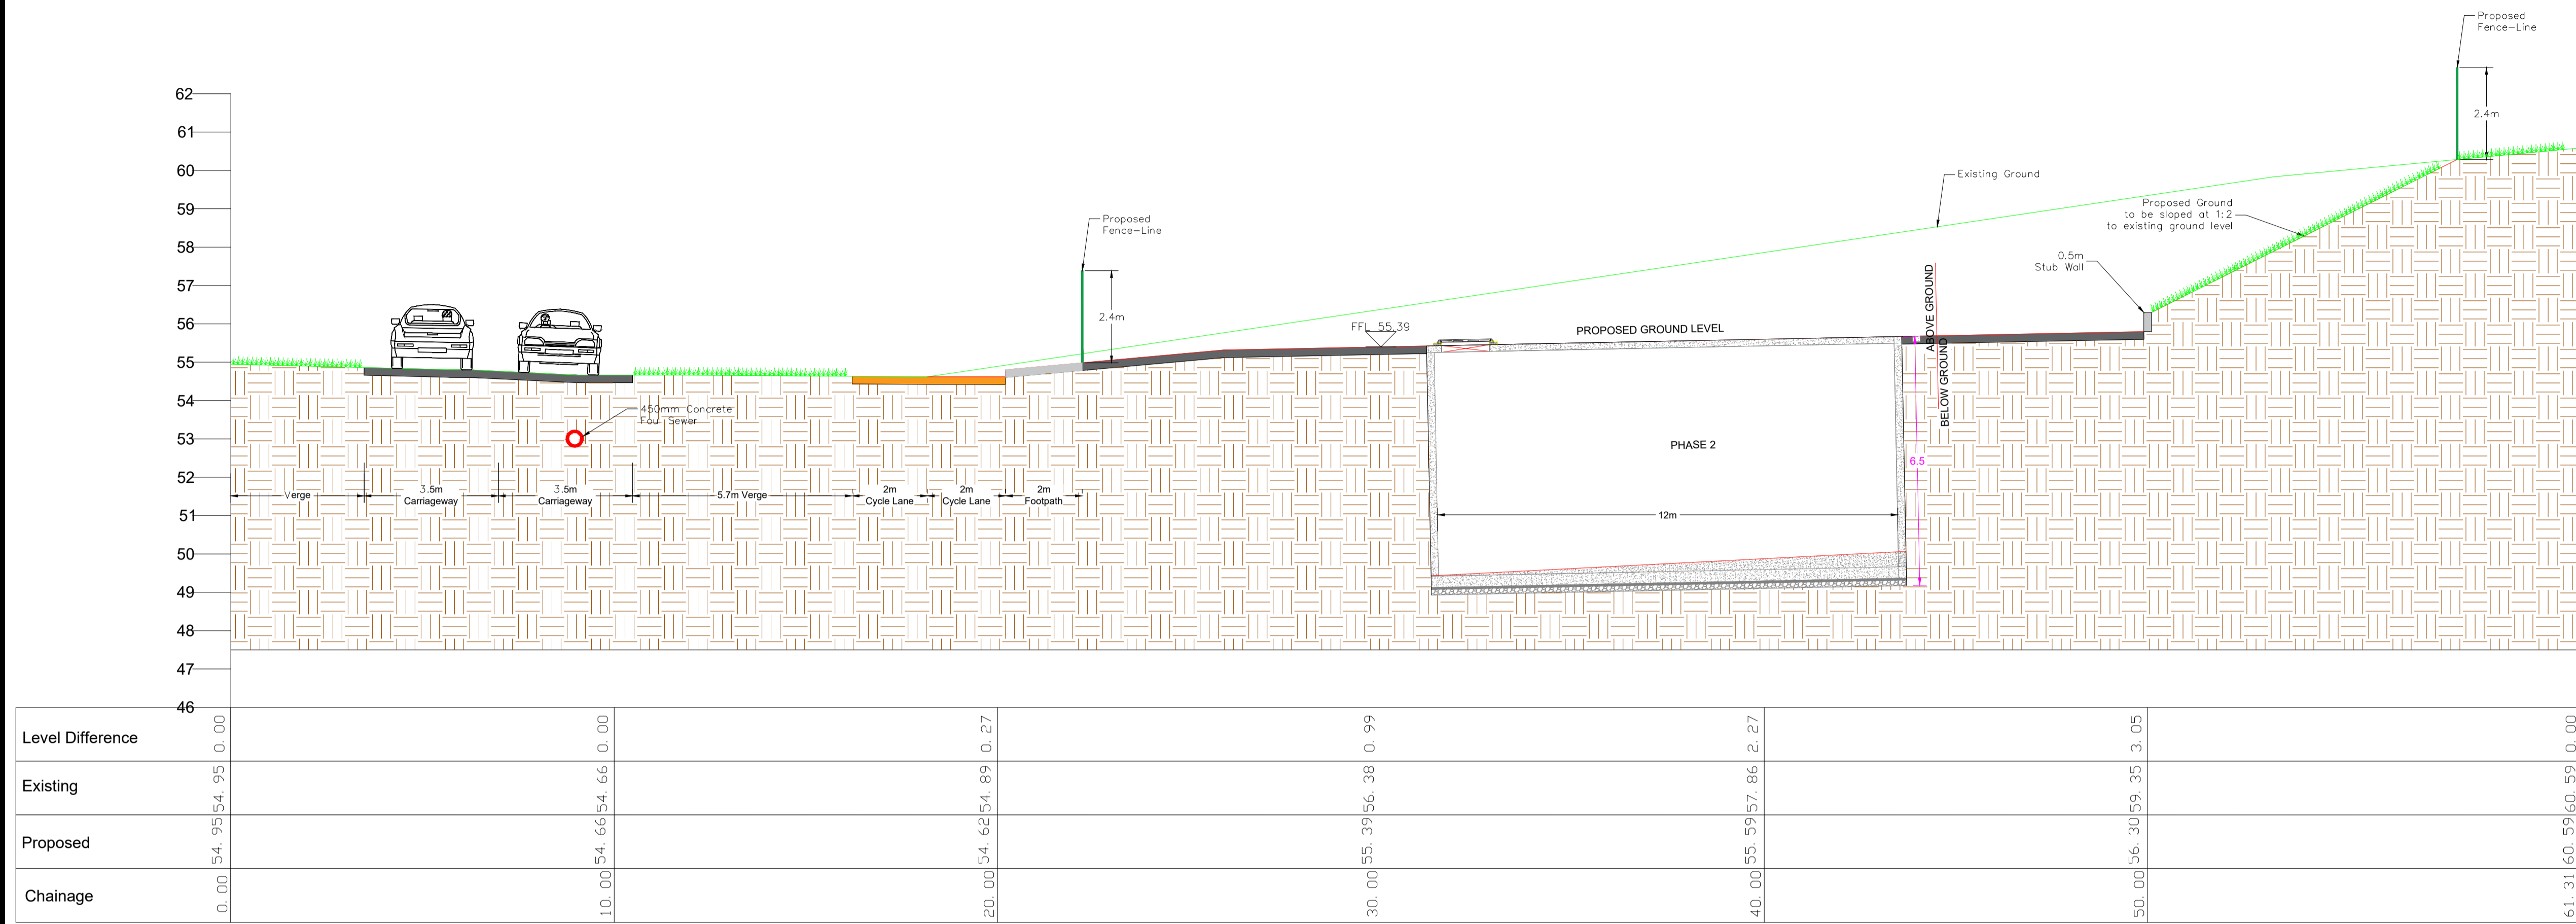 Proposed
Fence-Line
2.4m
62
61
60
59
58
57
56
55
54
53
52
51
50
49
48
47
46
Existing Ground
Proposed Ground
to be sloped at 1:2
to existing ground level
Proposed
Fence-Line
2.4m
0.5m
Stub Wall
FFL 55.39
PROPOSED GROUND LEVEL
ABOVE GROUND
BELOW GROUND
450mm Concrete
Foul Sewer
PHASE 2
6.5
Verge
3.5m
Carriageway
3.5m
Carriageway
5.7m Verge
2m
Cycle Lane
2m
Cycle Lane
2m
Footpath
12m
Level Difference 0.00 0.00 0.27 0.99 2.27 3.05 0.00
Existing 54.95 54.66 54.89 56.38 57.86 59.35 60.59
Proposed 54.95 54.66 54.62 55.39 55.59 56.30 60.59
Chainage 0.00 10.00 20.00 30.00 40.00 50.00 61.31